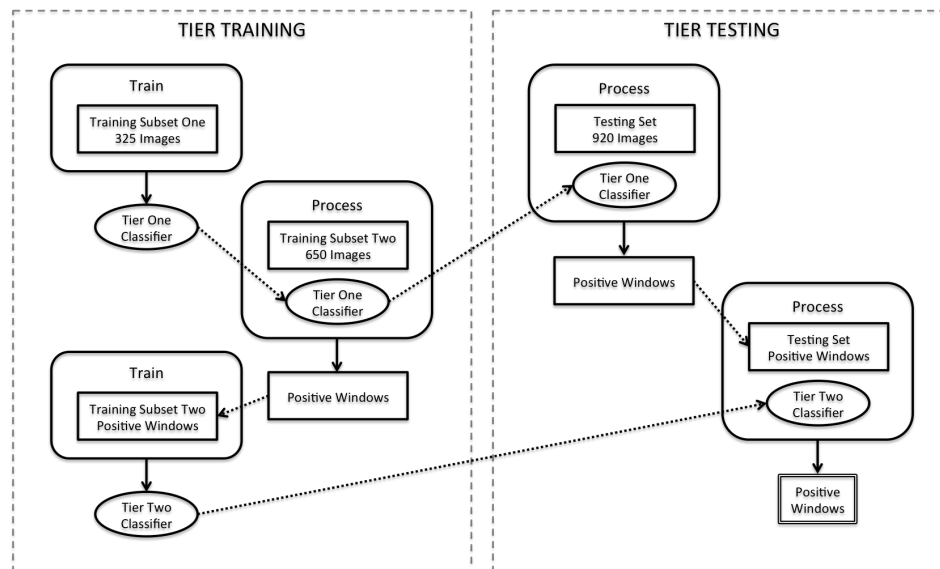 TIER TRAINING
Train
Training Subset One
325 Images
Tier One
Classifier
Process
Training Subset Two
650 Images
Tier One
Classifier
Positive Windows
Train
Training Subset Two
Positive Windows
Tier Two
Classifier
TIER TESTING
Process
Testing Set
920 Images
Tier One
Classifier
Positive Windows
Process
Testing Set
Positive Windows
Tier Two
Classifier
Positive
Windows